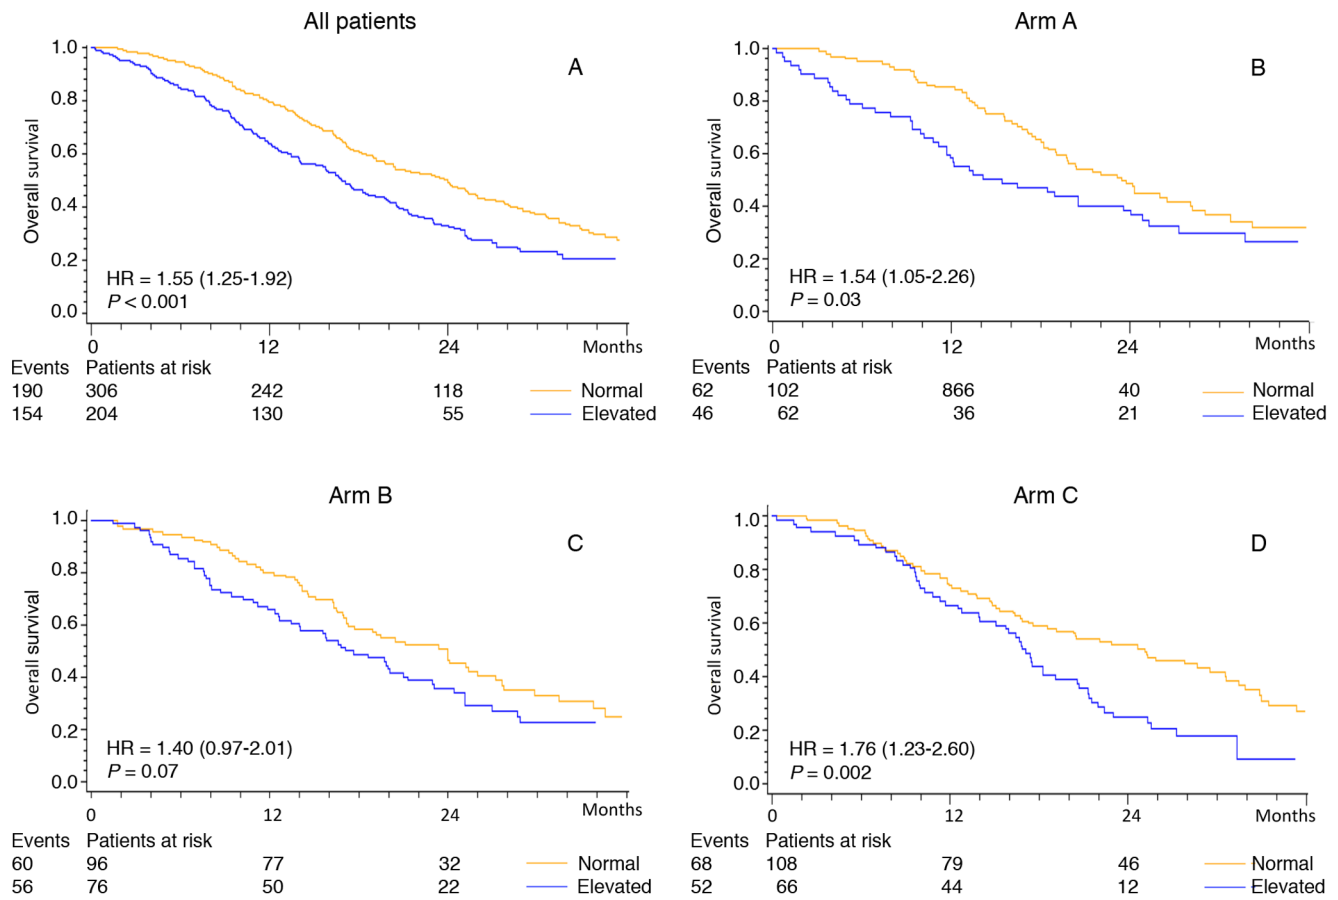 All patients
A
1.0
0.8
0.6
0.4
0.2
0.0
Overall survival
HR = 1.55 (1.25-1.92)
P < 0.001
0 12 24 Months
Events Patients at risk
190 306 242 118 Normal
154 204 130 55 Elevated
Arm A
B
1.0
0.8
0.6
0.4
0.2
0.0
Overall survival
HR = 1.54 (1.05-2.26)
P = 0.03
0 12 24 Months
Events Patients at risk
62 102 866 40 Normal
46 62 36 21 Elevated
Arm B
C
1.0
0.8
0.6
0.4
0.2
0.0
Overall survival
HR = 1.40 (0.97-2.01)
P = 0.07
0 12 24 Months
Events Patients at risk
60 96 77 32 Normal
56 76 50 22 Elevated
Arm C
D
1.0
0.8
0.6
0.4
0.2
0.0
Overall survival
HR = 1.76 (1.23-2.60)
P = 0.002
0 12 24 Months
Events Patients at risk
68 108 79 46 Normal
52 66 44 12 Elevated